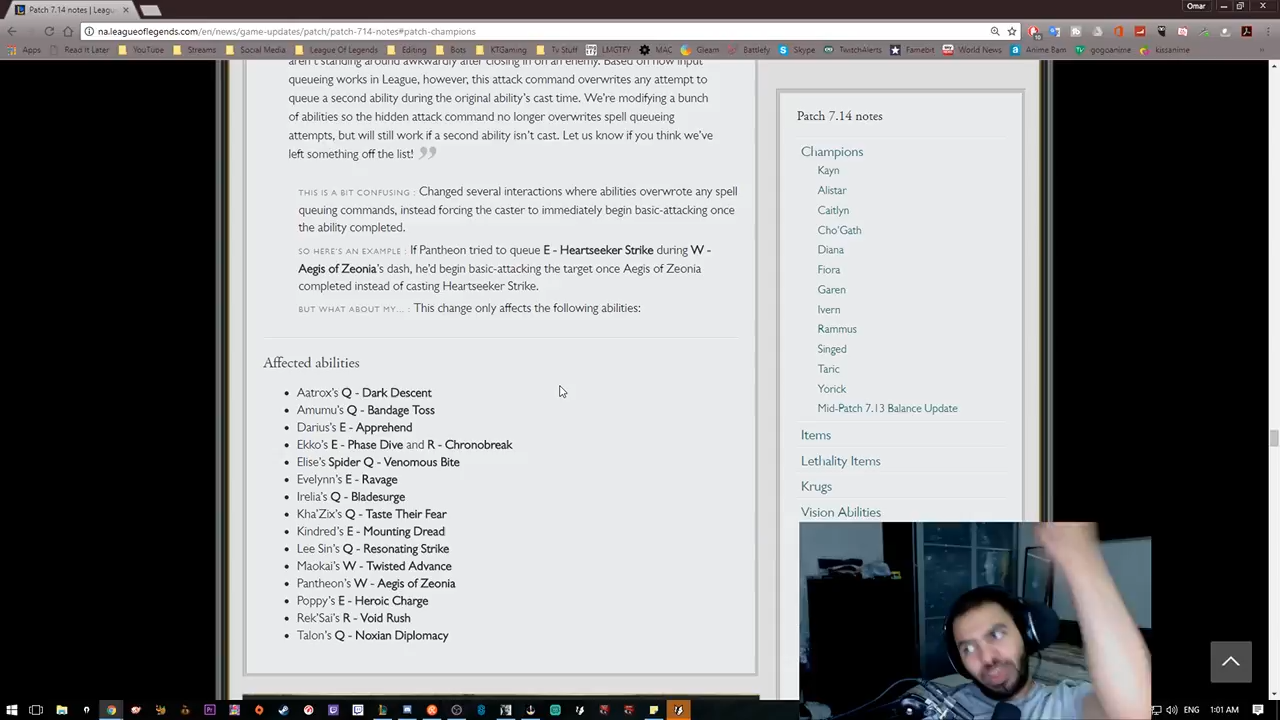 Patch 7.14 notes | Leag
Omar
na.leagueoflegends.com/en/news/game-updates/patch/patch-714-notes#patch-champions
Apps Read It Later YouTube Streams Social Media League Of Legends Editing Bots KTGaming Tv Stuff LMGTFY MAC Gleam Battlefy Skype TwitchAlerts Famebit World News Anime Bam gogoanime kissanime
aren't standing around awkwardly after closing in on an enemy. Based on how input
queueing works in League, however, this attack command overwrites any attempt to
queue a second ability during the original ability's cast time. We're modifying a bunch
of abilities so the hidden attack command no longer overwrites spell queueing
attempts, but will still work if a second ability isn't cast. Let us know if you think we've
left something off the list!
THIS IS A BIT CONFUSING : Changed several interactions where abilities overwrote any spell
queuing commands, instead forcing the caster to immediately begin basic-attacking once
the ability completed.
SO HERE'S AN EXAMPLE : If Pantheon tried to queue E - Heartseeker Strike during W -
Aegis of Zeonia's dash, he'd begin basic-attacking the target once Aegis of Zeonia
completed instead of casting Heartseeker Strike.
BUT WHAT ABOUT MY... : This change only affects the following abilities:
Affected abilities
Aatrox's Q - Dark Descent
Amumu's Q - Bandage Toss
Darius's E - Apprehend
Ekko's E - Phase Dive and R - Chronobreak
Elise's Spider Q - Venomous Bite
Evelynn's E - Ravage
Irelia's Q - Bladesurge
Kha'Zix's Q - Taste Their Fear
Kindred's E - Mounting Dread
Lee Sin's Q - Resonating Strike
Maokai's W - Twisted Advance
Pantheon's W - Aegis of Zeonia
Poppy's E - Heroic Charge
Rek'Sai's R - Void Rush
Talon's Q - Noxian Diplomacy
Patch 7.14 notes
Champions
Kayn
Alistar
Caitlyn
Cho'Gath
Diana
Fiora
Garen
Ivern
Rammus
Singed
Taric
Yorick
Mid-Patch 7.13 Balance Update
Items
Lethality Items
Krugs
Vision Abilities
ENG 1:01 AM